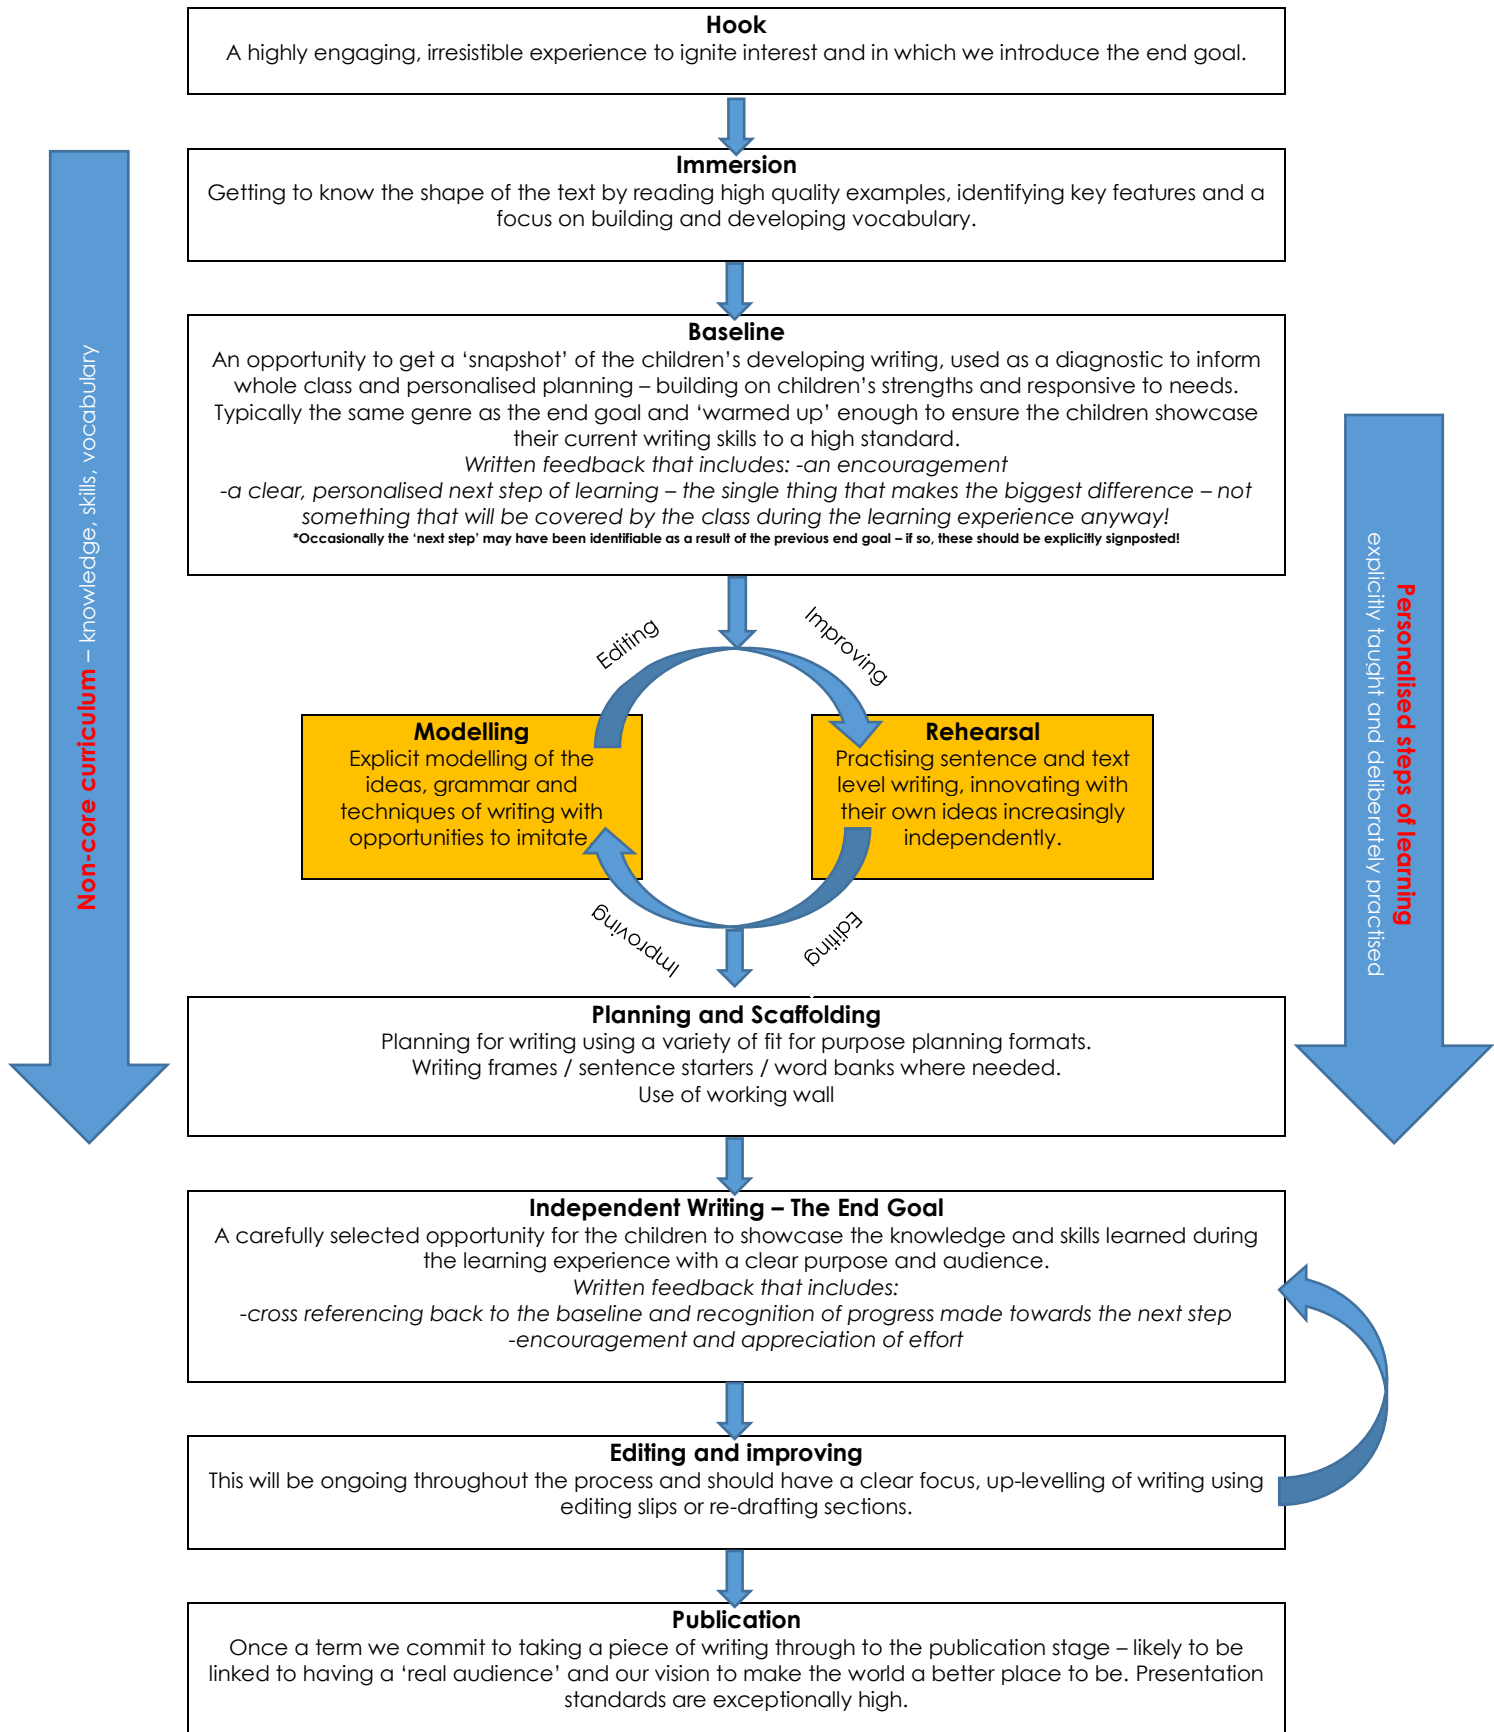 Hook
A highly engaging, irresistible experience to ignite interest and in which we introduce the end goal.
Immersion
Getting to know the shape of the text by reading high quality examples, identifying key features and a
focus on building and developing vocabulary.
Baseline
An opportunity to get a ‘snapshot’ of the children’s developing writing, used as a diagnostic to inform
whole class and personalised planning – building on children’s strengths and responsive to needs.
Typically the same genre as the end goal and ‘warmed up’ enough to ensure the children showcase
their current writing skills to a high standard.
Written feedback that includes: -an encouragement
-a clear, personalised next step of learning – the single thing that makes the biggest difference – not
something that will be covered by the class during the learning experience anyway!
*Occasionally the ‘next step’ may have been identifiable as a result of the previous end goal – if so, these should be explicitly signposted!
Non-core curriculum – knowledge, skills, vocabulary
Personalised steps of learning
explicitly taught and deliberately practised
Editing
Improving
Modelling
Explicit modelling of the
ideas, grammar and
techniques of writing with
opportunities to imitate.
Rehearsal
Practising sentence and text
level writing, innovating with
their own ideas increasingly
independently.
Improving
Editing
Planning and Scaffolding
Planning for writing using a variety of fit for purpose planning formats.
Writing frames / sentence starters / word banks where needed.
Use of working wall
Independent Writing – The End Goal
A carefully selected opportunity for the children to showcase the knowledge and skills learned during
the learning experience with a clear purpose and audience.
Written feedback that includes:
-cross referencing back to the baseline and recognition of progress made towards the next step
-encouragement and appreciation of effort
Editing and improving
This will be ongoing throughout the process and should have a clear focus, up-levelling of writing using
editing slips or re-drafting sections.
Publication
Once a term we commit to taking a piece of writing through to the publication stage – likely to be
linked to having a ‘real audience’ and our vision to make the world a better place to be. Presentation
standards are exceptionally high.